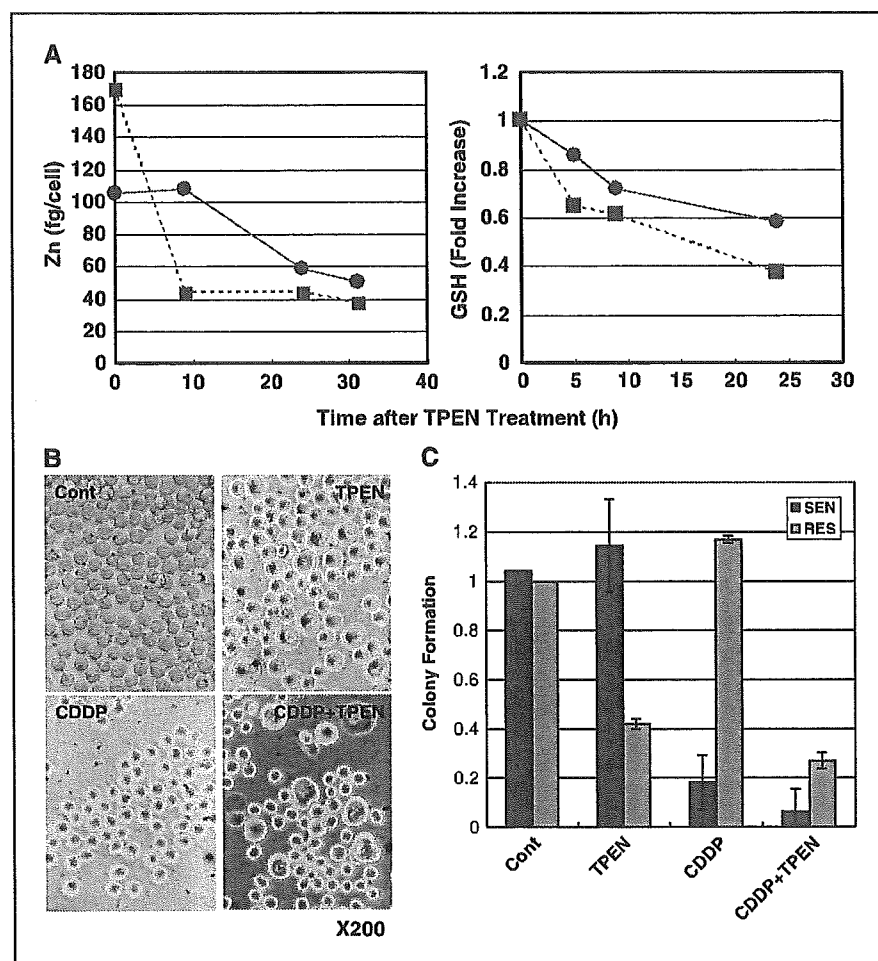 A
180
160
140
120
100
80
60
40
20
0
Zn (fg/cell)
0 10 20 30 40
1.2
1
0.8
0.6
0.4
0.2
0
GSH (Fold Increase)
0 5 10 15 20 25 30
Time after TPEN Treatment (h)
B
Cont
TPEN
CDDP
CDDP+TPEN
X200
C
1.4
1.2
1
0.8
0.6
0.4
0.2
0
Colony Formation
SEN
RES
Cont
TPEN
CDDP
CDDP+TPEN